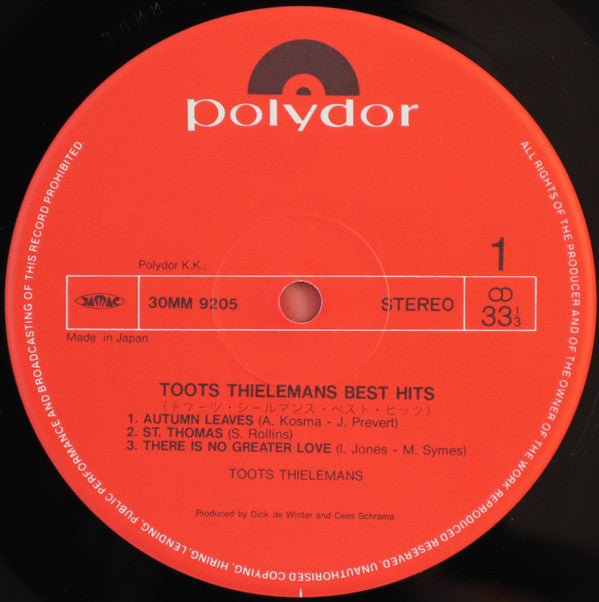 30MM
polydor
ALL RIGHTS OF THE PRODUCER AND OF THE OWNER OF THE WORK REPRODUCED RESERVED. UNAUTHORISED COPYING, HIRING, LENDING, PUBLIC PERFORMANCE AND BROADCASTING OF THIS RECORD PROHIBITED.
1
Polydor K.K.,
JASRAC
30MM 9205
STEREO
33 1/3
Made in Japan
TOOTS THIELEMANS BEST HITS
(トゥーツ・シールマンス・ベスト・ヒッツ)
1. AUTUMN LEAVES (A. Kosma - J. Prevert)
2. ST. THOMAS (S. Rollins)
3. THERE IS NO GREATER LOVE (I. Jones - M. Symes)
TOOTS THIELEMANS
Produced by Dick de Winter and Cees Schrama